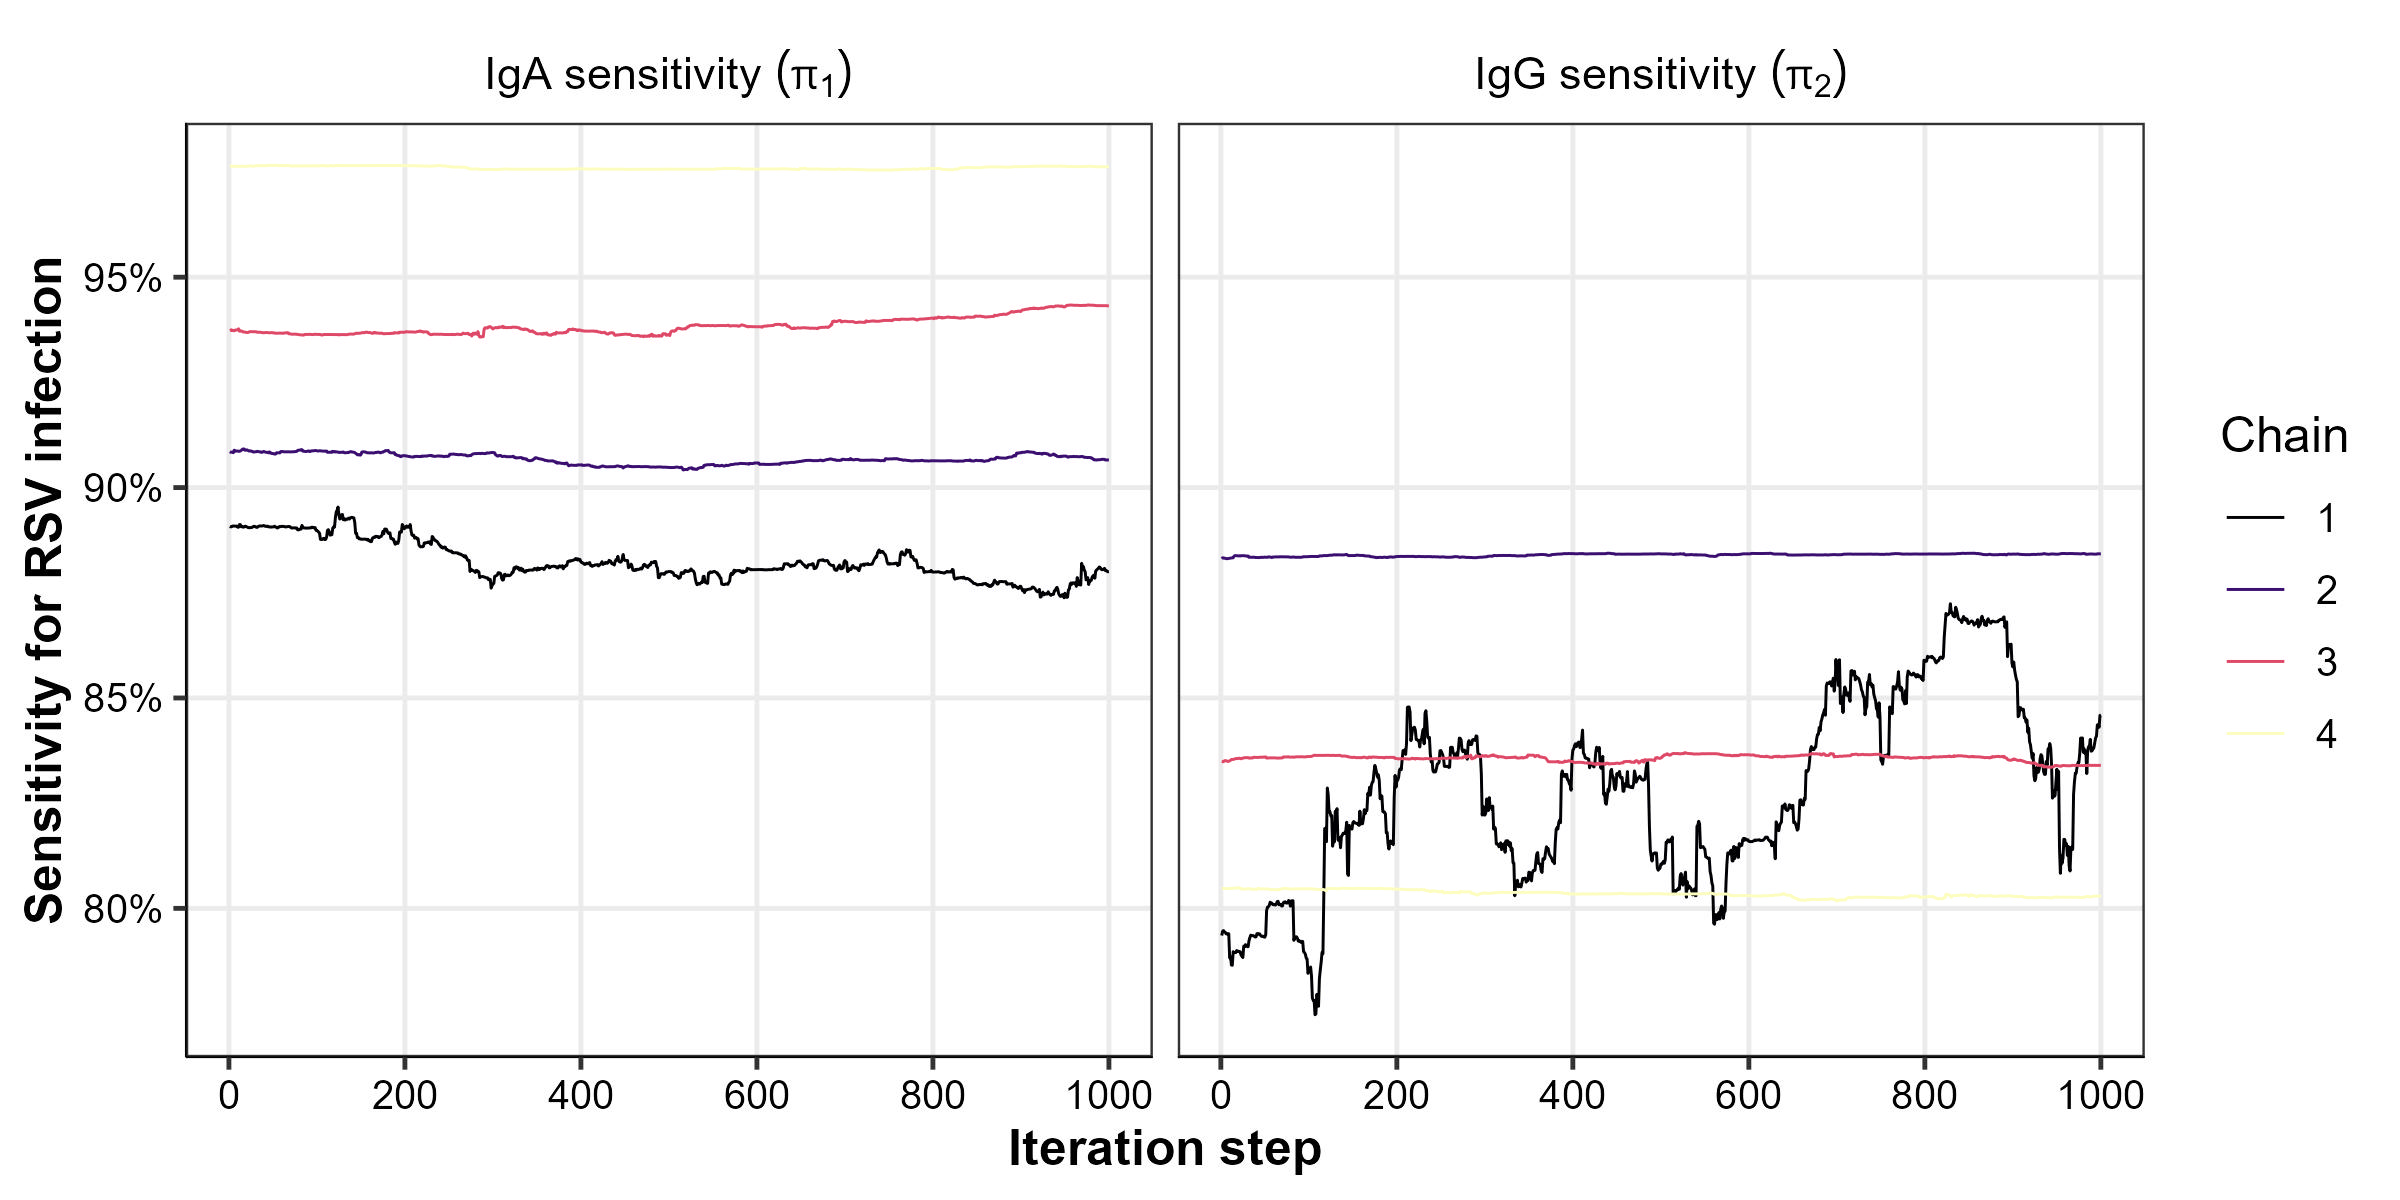 IgA sensitivity (π₁)
IgG sensitivity (π₂)
Sensitivity for RSV infection
95%
90%
85%
80%
0 200 400 600 800 1000
0 200 400 600 800 1000
Iteration step
Chain
1
2
3
4